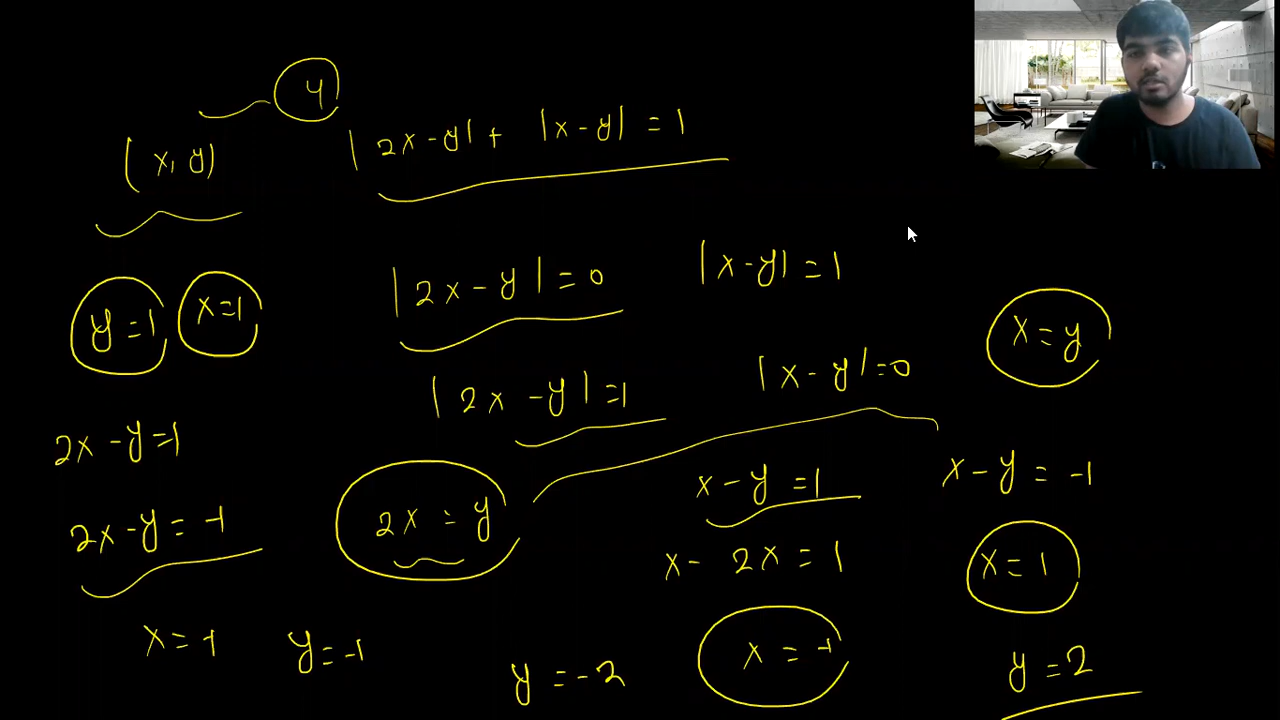 4
(x, y)
|2x-y| + |x-y| = 1
|2x-y| = 0
|x-y| = 1
y=1
x=1
x=y
|2x-y|=1
|x-y|=0
2x-y=1
x-y=1
x-y=-1
2x-y=-1
2x=y
x-2x=1
x=1
x=-1
y=-1
y=-2
x=-1
y=2